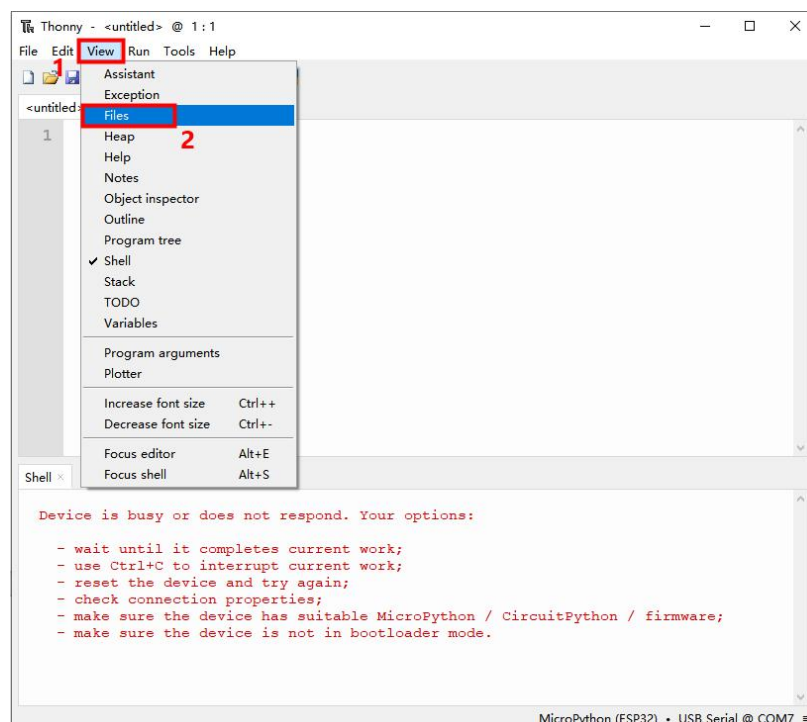 Thonny - <untitled> @ 1:1
File Edit View Run Tools Help
1
Assistant
Exception
<untitled>
Files
2
1
Heap
Help
Notes
Object inspector
Outline
Program tree
✓ Shell
Stack
TODO
Variables
Program arguments
Plotter
Increase font size Ctrl++
Decrease font size Ctrl+-
Focus editor Alt+E
Focus shell Alt+S
Shell ×
Device is busy or does not respond. Your options:
- wait until it completes current work;
- use Ctrl+C to interrupt current work;
- reset the device and try again;
- check connection properties;
- make sure the device has suitable MicroPython / CircuitPython / firmware;
- make sure the device is not in bootloader mode.
MicroPython (ESP32) • USB Serial @ COM7 ≡